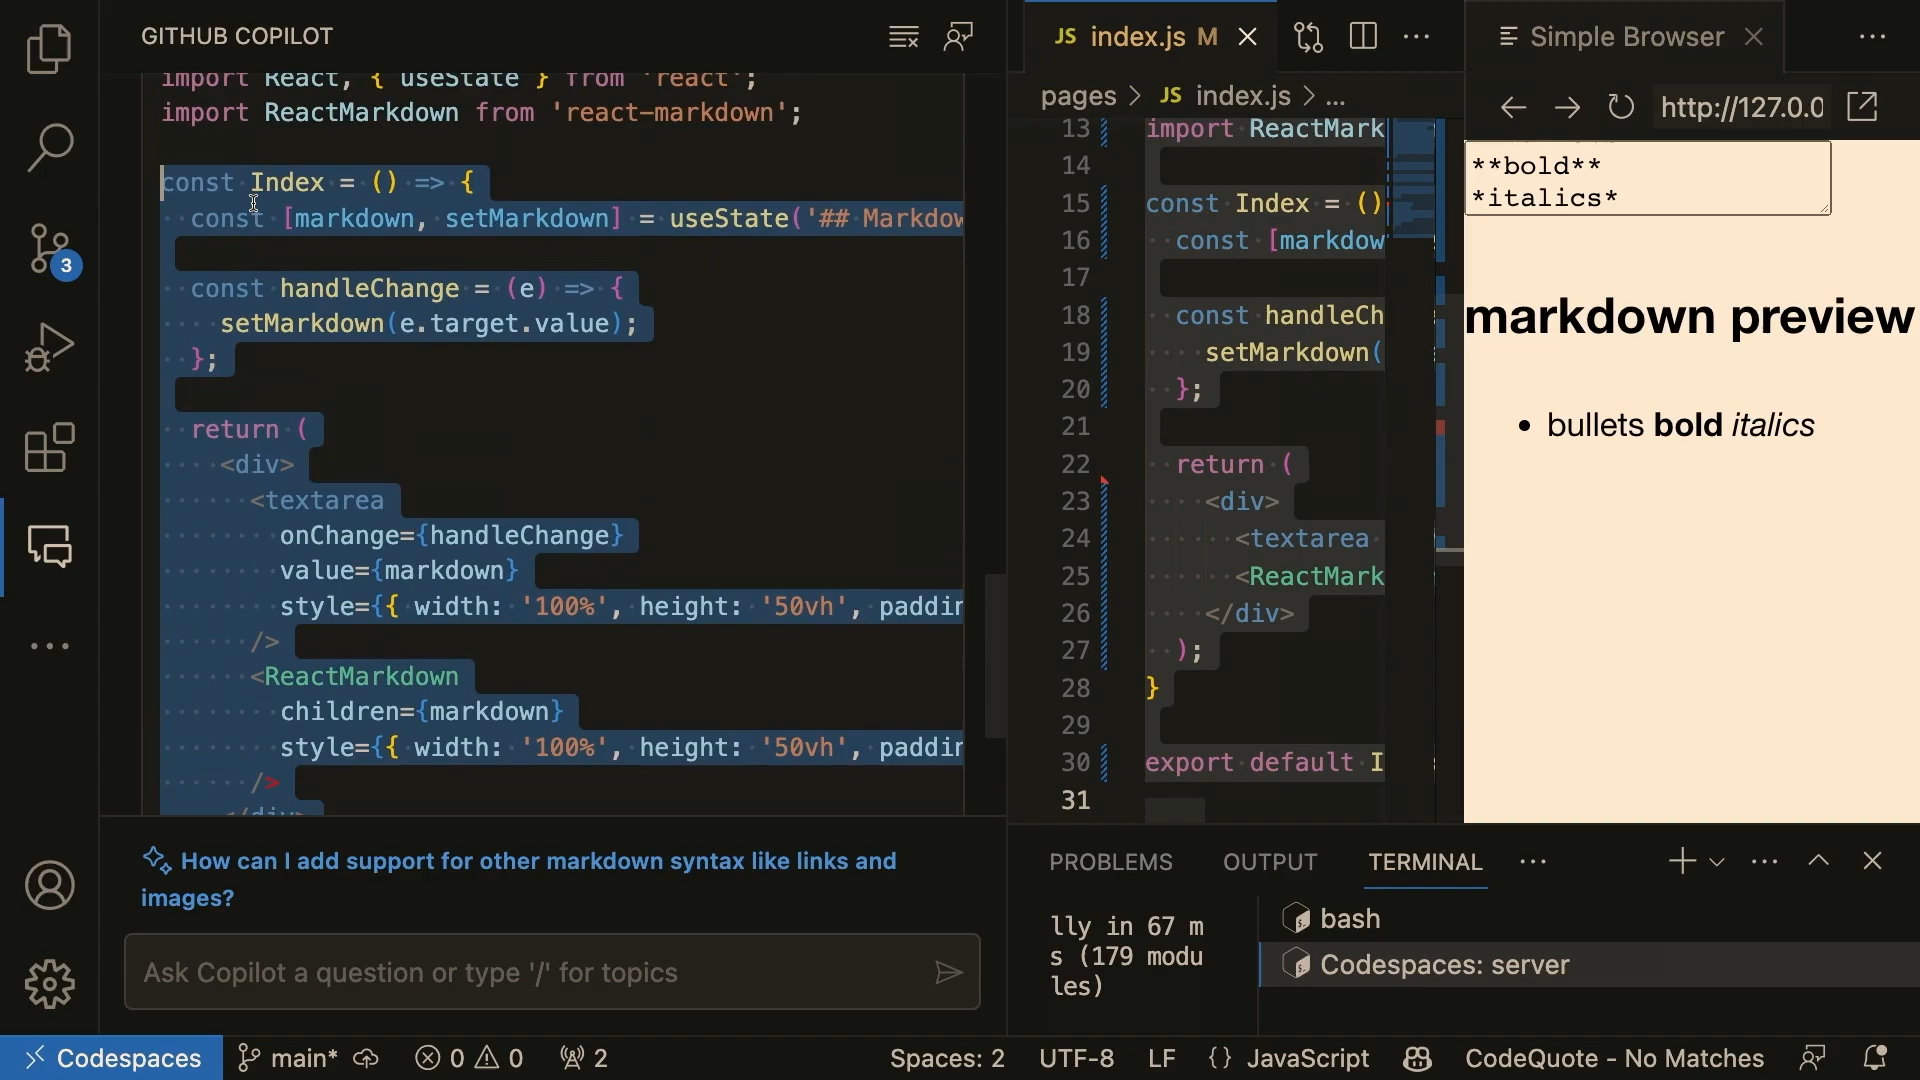 GITHUB COPILOT
import React, { useState } from 'react';
import ReactMarkdown from 'react-markdown';
const Index = () => {
const [markdown, setMarkdown] = useState('## Markdow
const handleChange = (e) => {
setMarkdown(e.target.value);
};
return (
<div>
<textarea
onChange={handleChange}
value={markdown}
style={{ width: '100%', height: '50vh', paddin
/>
<ReactMarkdown
children={markdown}
style={{ width: '100%', height: '50vh', paddin
/>
</div>
How can I add support for other markdown syntax like links and
images?
Ask Copilot a question or type '/' for topics
JS index.js M
pages > JS index.js > ...
13 import ReactMark
14
15 const Index = ()
16 const [markdow
17
18 const handleCh
19 setMarkdown(
20 };
21
22 return (
23 <div>
24 <textarea
25 <ReactMark
26 </div>
27 );
28 }
29
30 export default I
31
Simple Browser
http://127.0.0
**bold**
*italics*
markdown preview
• bullets bold italics
PROBLEMS OUTPUT TERMINAL
lly in 67 m
s (179 modu
les)
bash
Codespaces: server
3
Codespaces main* 0 0 2 Spaces: 2 UTF-8 LF {} JavaScript CodeQuote - No Matches